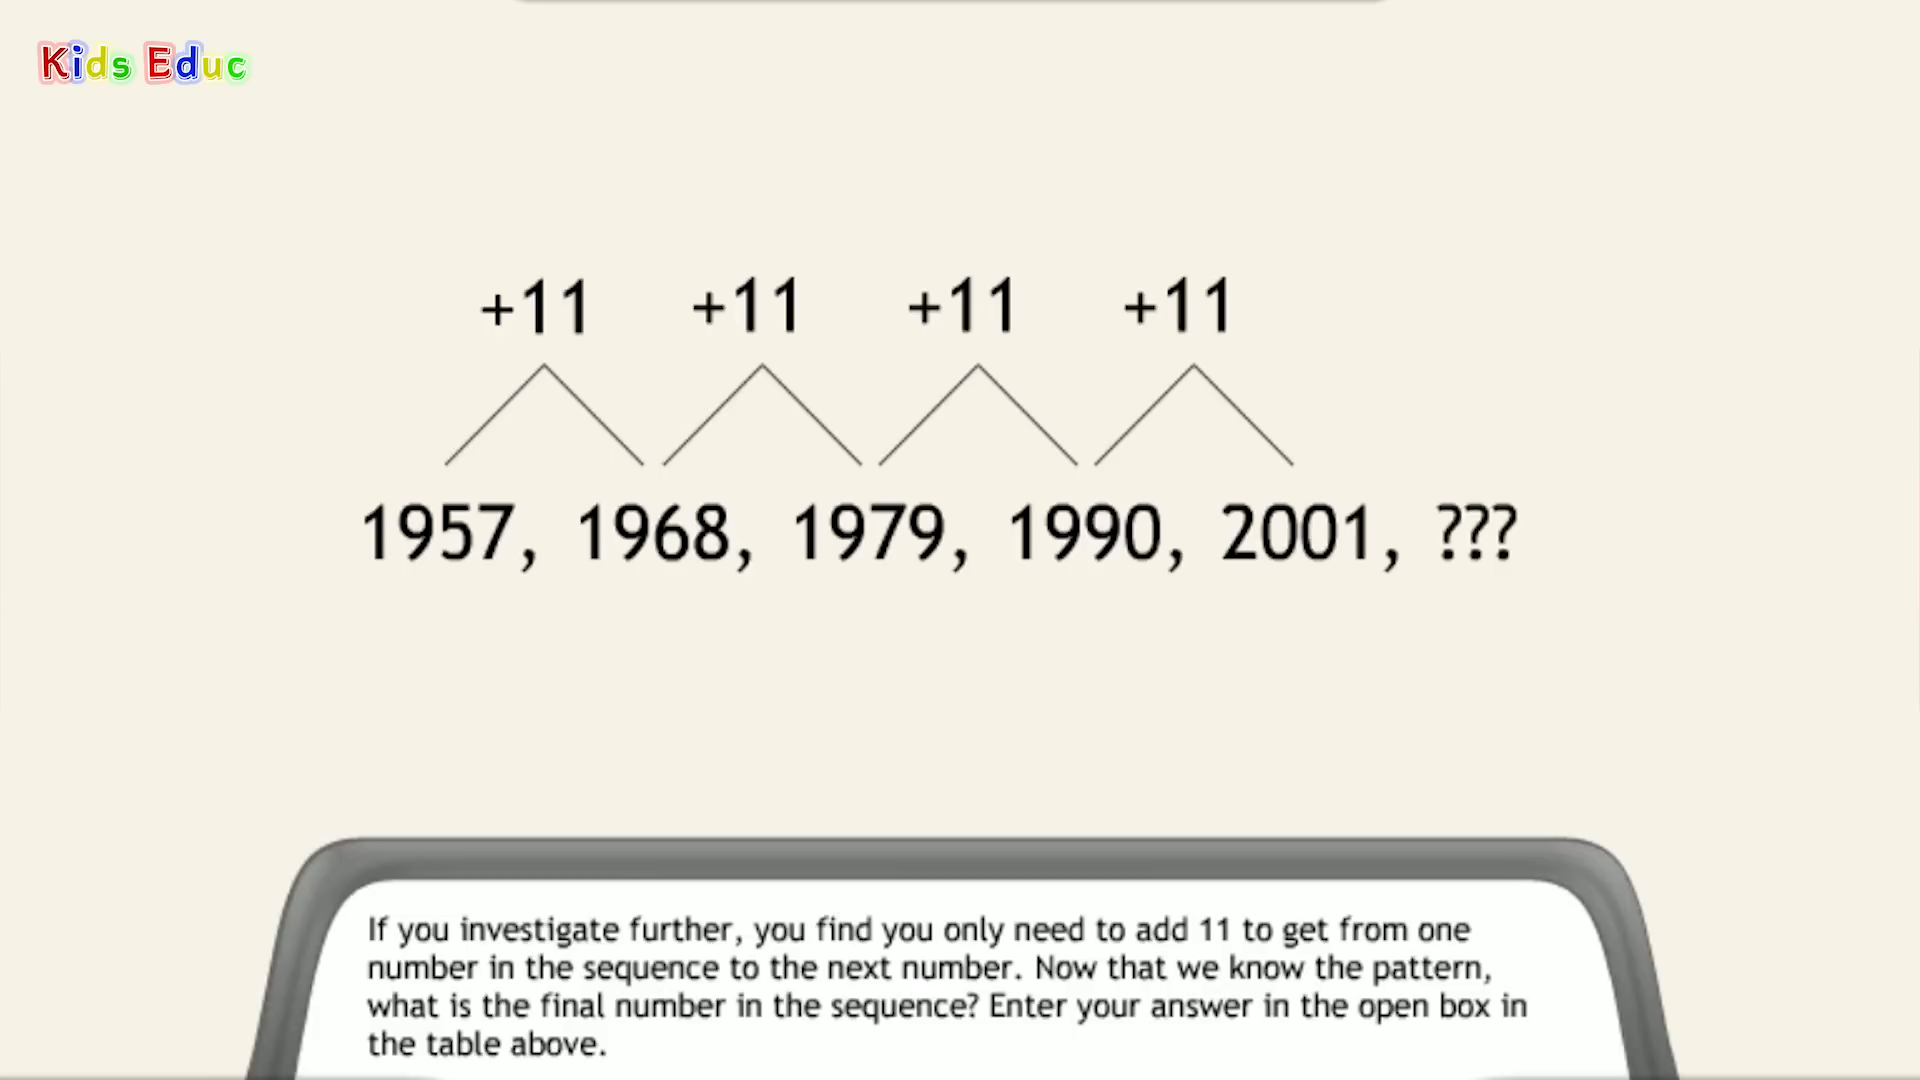 Kids Educ
+11 +11 +11 +11
1957, 1968, 1979, 1990, 2001, ???
If you investigate further, you find you only need to add 11 to get from one
number in the sequence to the next number. Now that we know the pattern,
what is the final number in the sequence? Enter your answer in the open box in
the table above.